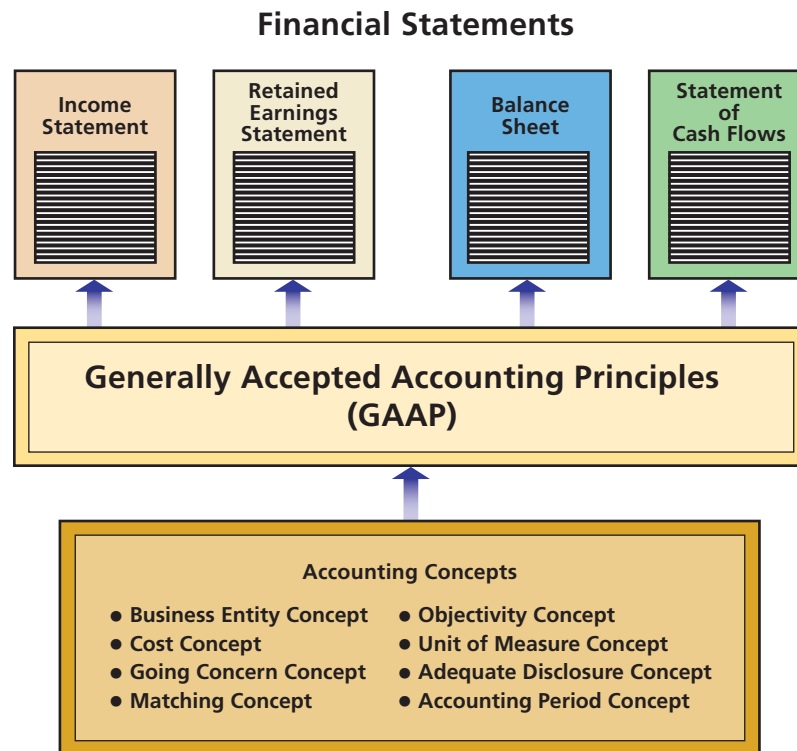 Financial Statements
Income
Statement
Retained
Earnings
Statement
Balance
Sheet
Statement
of
Cash Flows
Generally Accepted Accounting Principles
(GAAP)
Accounting Concepts
• Business Entity Concept
• Cost Concept
• Going Concern Concept
• Matching Concept
• Objectivity Concept
• Unit of Measure Concept
• Adequate Disclosure Concept
• Accounting Period Concept